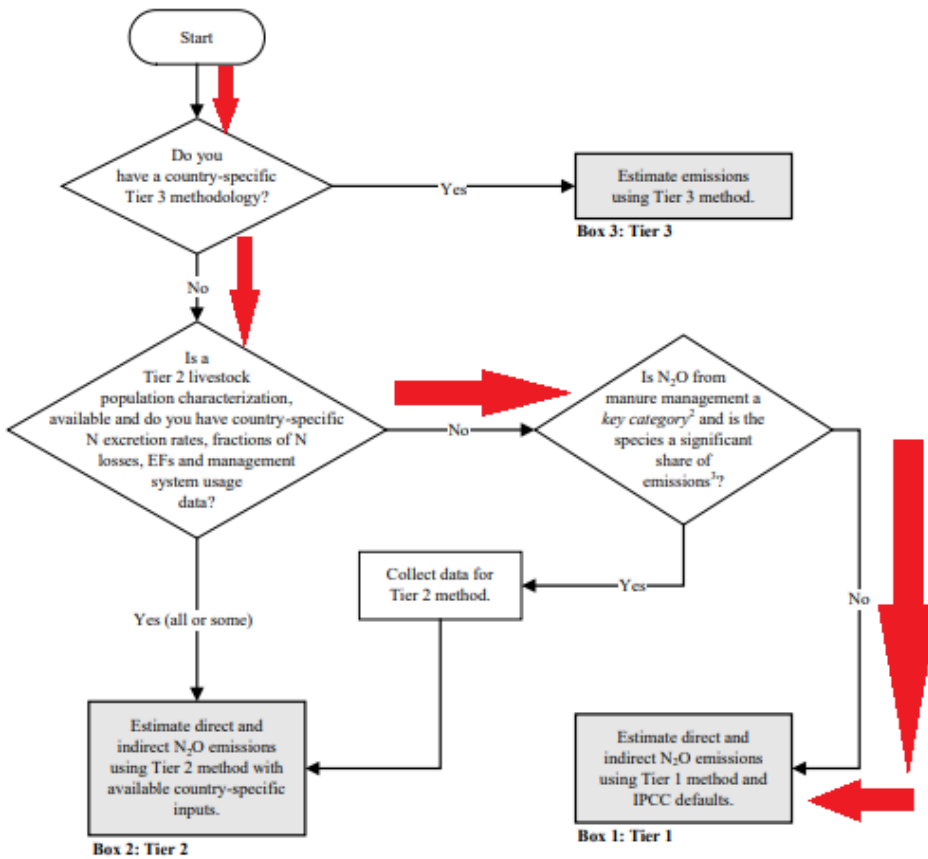 Start
Do you
have a country-specific
Tier 3 methodology?
Yes
Estimate emissions
using Tier 3 method.
Box 3: Tier 3
No
Is a
Tier 2 livestock
population characterization,
available and do you have country-specific
N excretion rates, fractions of N
losses, EFs and management
system usage
data?
No
Is N₂O from
manure management a
key category² and is the
species a significant
share of
emissions³?
Collect data for
Tier 2 method.
Yes
No
Yes (all or some)
Estimate direct and
indirect N₂O emissions
using Tier 2 method with
available country-specific
inputs.
Box 2: Tier 2
Estimate direct and
indirect N₂O emissions
using Tier 1 method and
IPCC defaults.
Box 1: Tier 1